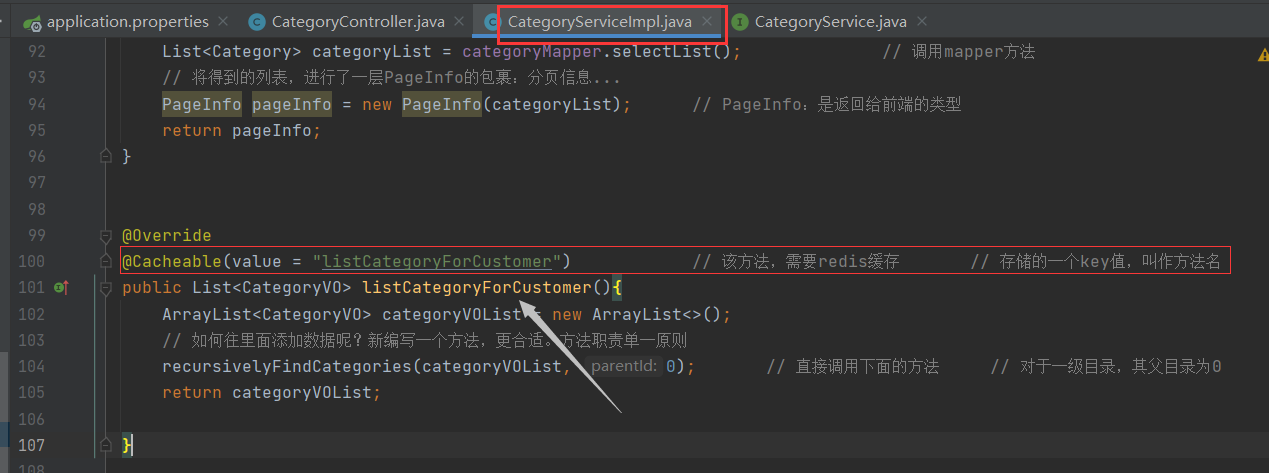 application.properties CategoryController.java CategoryServiceImpl.java CategoryService.java
92 List<Category> categoryList = categoryMapper.selectList(); // 调用mapper方法
93 // 将得到的列表，进行了一层PageInfo的包裹：分页信息...
94 PageInfo pageInfo = new PageInfo(categoryList); // PageInfo：是返回给前端的类型
95 return pageInfo;
96 }
97
98
99 @Override
100 @Cacheable(value = "listCategoryForCustomer") // 该方法，需要redis缓存 // 存储的一个key值，叫作方法名
101 public List<CategoryVO> listCategoryForCustomer(){
102 ArrayList<CategoryVO> categoryVOList = new ArrayList<>();
103 // 如何往里面添加数据呢？新编写一个方法，更合适。方法职责单一原则
104 recursivelyFindCategories(categoryVOList, parentId: 0); // 直接调用下面的方法 // 对于一级目录，其父目录为0
105 return categoryVOList;
106
107 }
108